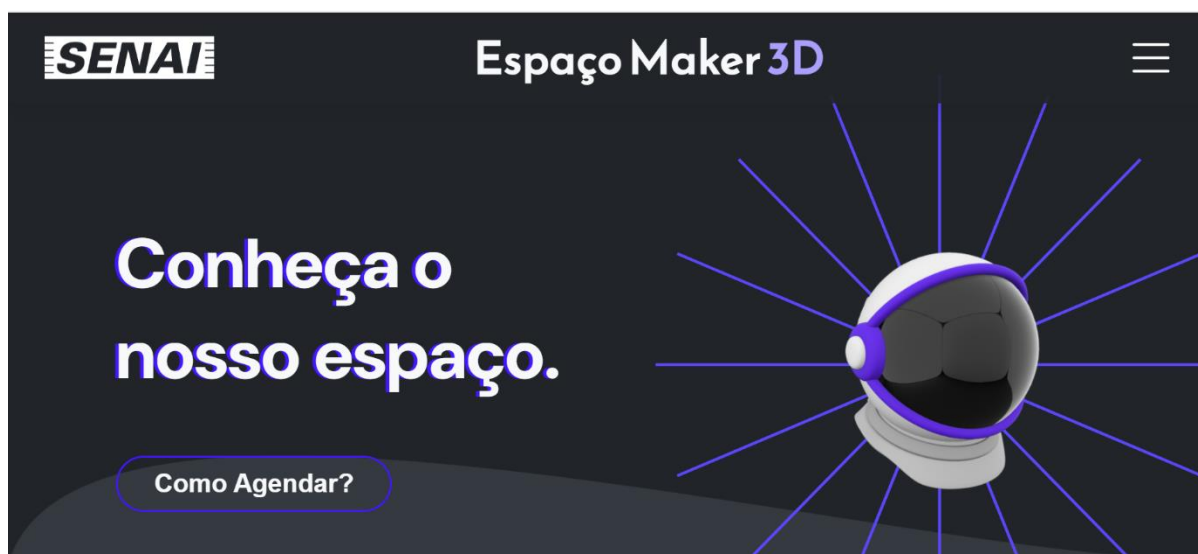 SENAI
Espaço Maker 3D
Conheça o
nosso espaço.
Como Agendar?